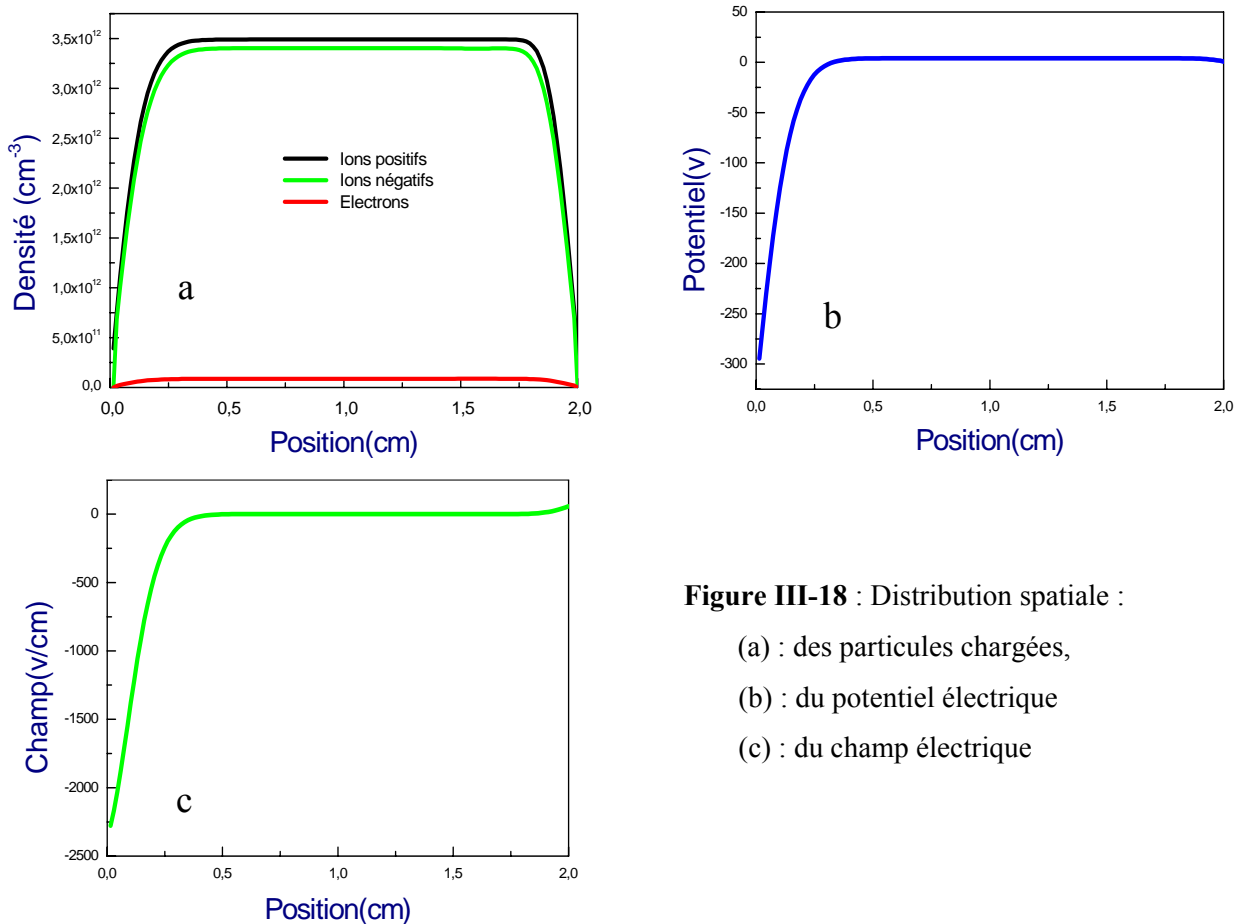 3,5x10¹²
3,0x10¹²
2,5x10¹²
3,0x10¹²
1,5x10¹²
1,0x10¹²
5,0x10¹¹
0,0
Densité (cm⁻³)
Ions positifs
Ions négatifs
Electrons
a
0,0 0,5 1,0 1,5 2,0
Position(cm)
50
0
-50
-100
-150
-200
-250
-300
Potentiel(v)
b
0,0 0,5 1,0 1,5 2,0
Position(cm)
0
-500
-1000
-1500
-2000
-2500
Champ(v/cm)
c
0,0 0,5 1,0 1,5 2,0
Position(cm)
Figure III-18 : Distribution spatiale :
(a) : des particules chargées,
(b) : du potentiel électrique
(c) : du champ électrique